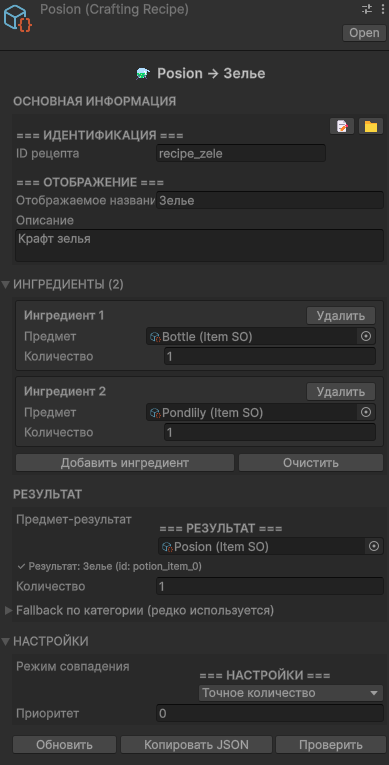 Posion (Crafting Recipe)
Open
Posion → Зелье
ОСНОВНАЯ ИНФОРМАЦИЯ
=== ИДЕНТИФИКАЦИЯ ===
ID рецепта
recipe_zele
=== ОТОБРАЖЕНИЕ ===
Отображаемое названи Зелье
Описание
Крафт зелья
ИНГРЕДИЕНТЫ (2)
Ингредиент 1 Удалить
Предмет Bottle (Item SO)
Количество 1
Ингредиент 2 Удалить
Предмет Pondlily (Item SO)
Количество 1
Добавить ингредиент Очистить
РЕЗУЛЬТАТ
Предмет-результат
=== РЕЗУЛЬТАТ ===
Posion (Item SO)
✓ Результат: Зелье (id: potion_item_0)
Количество 1
Fallback по категории (редко используется)
НАСТРОЙКИ
Режим совпадения
=== НАСТРОЙКИ ===
Точное количество
Приоритет 0
Обновить Копировать JSON Проверить